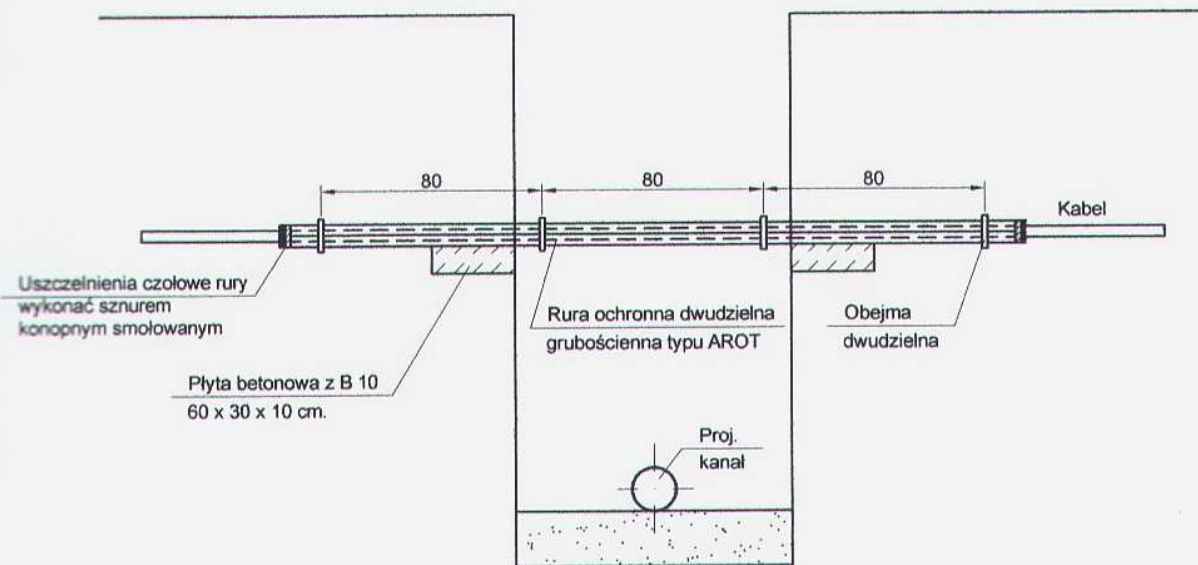 80
80
80
Kabel
Uszczelnienia czołowe rury
wykonać sznurem
konopnym smołowanym
Rura ochronna dwudzielna
grubościenna typu AROT
Obejma
dwudzielna
Płyta betonowa z B 10
60 x 30 x 10 cm.
Proj.
kanał